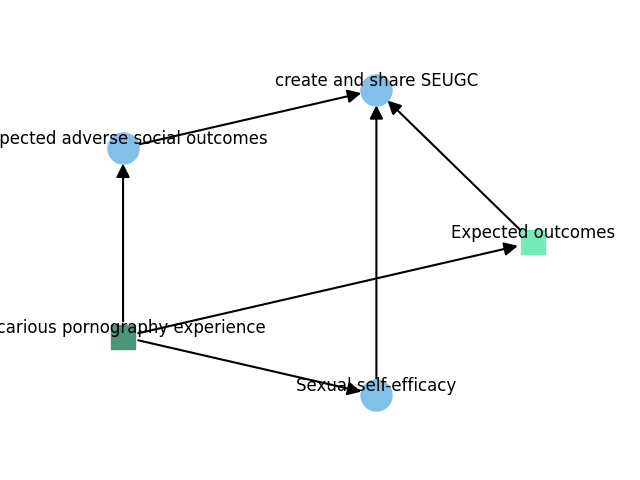 create and share SEUGC
pected adverse social outcomes
Expected outcomes
carious pornography experience
Sexual self-efficacy